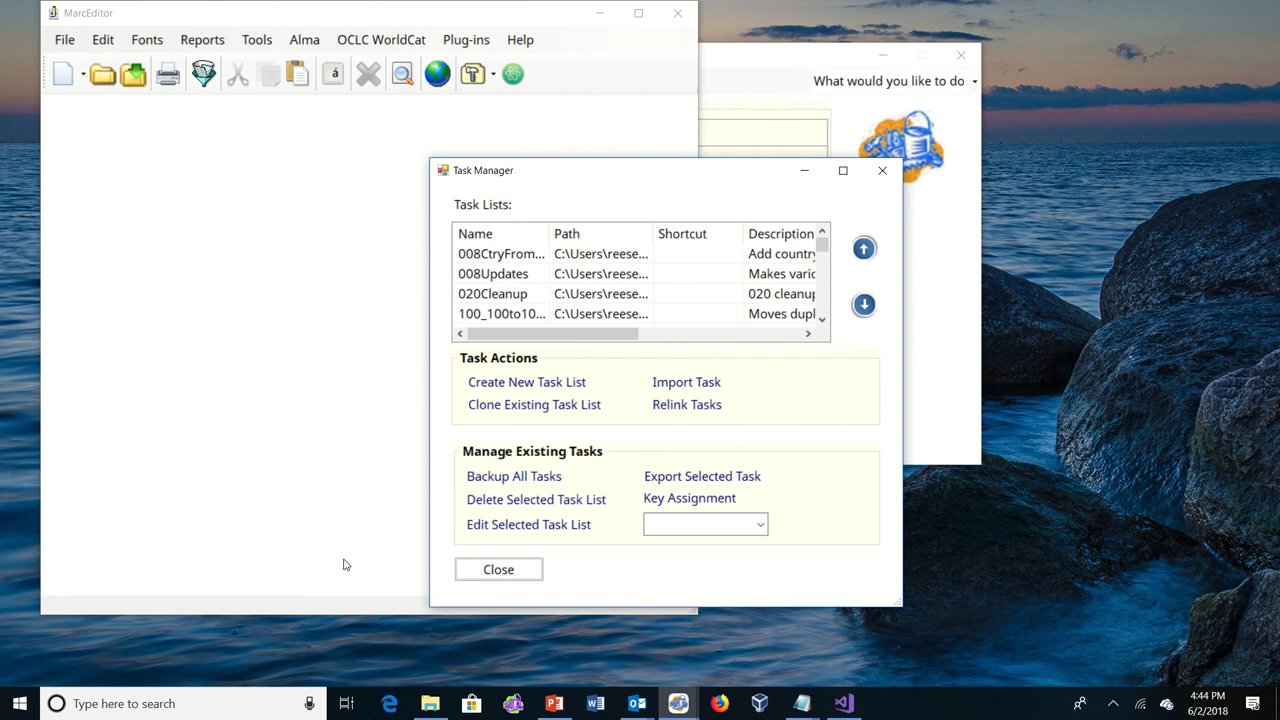 MarcEditor
File Edit Fonts Reports Tools Alma OCLC WorldCat Plug-ins Help
What would you like to do
Task Manager
Task Lists:
Name Path Shortcut Description
008CtryFrom... C:\Users\reese... Add country
008Updates C:\Users\reese... Makes vario
020Cleanup C:\Users\reese... 020 cleanup
100_100to10... C:\Users\reese... Moves dupl
Task Actions
Create New Task List Import Task
Clone Existing Task List Relink Tasks
Manage Existing Tasks
Backup All Tasks Export Selected Task
Delete Selected Task List Key Assignment
Edit Selected Task List
Close
Type here to search
4:44 PM
6/2/2018